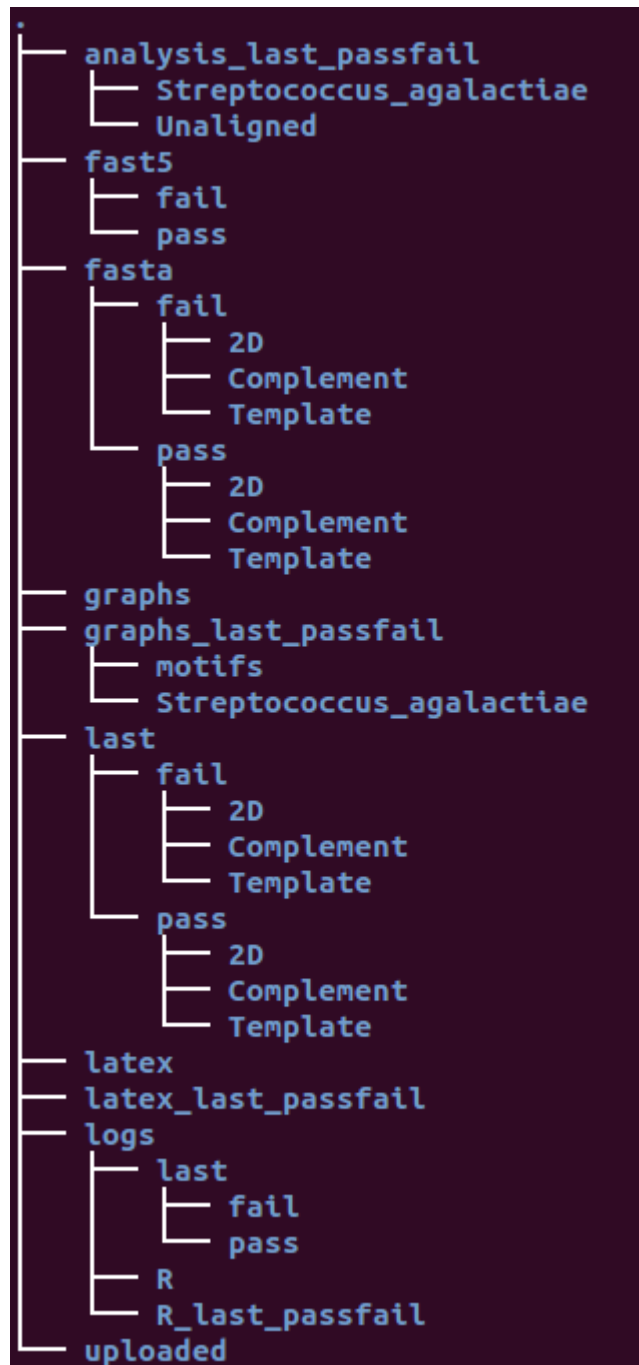 .
analysis_last_passfail
Streptococcus_agalactiae
Unaligned
fast5
fail
pass
fasta
fail
2D
Complement
Template
pass
2D
Complement
Template
graphs
graphs_last_passfail
motifs
Streptococcus_agalactiae
last
fail
2D
Complement
Template
pass
2D
Complement
Template
latex
latex_last_passfail
logs
last
fail
pass
R
R_last_passfail
uploaded